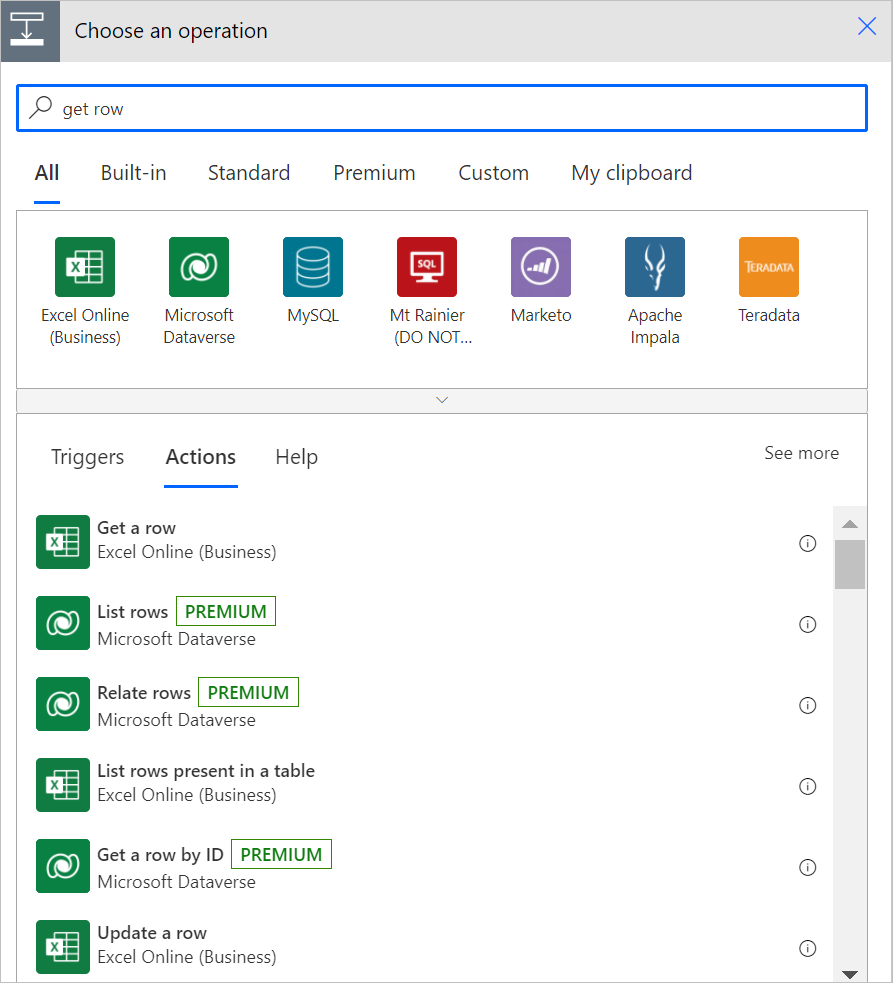 Choose an operation
get row
All Built-in Standard Premium Custom My clipboard
X SQL TERADATA
Excel Online Microsoft MySQL Mt Rainier Marketo Apache Teradata
(Business) Dataverse (DO NOT... Impala
Triggers Actions Help See more
Get a row
X
Excel Online (Business)
List rows PREMIUM
Microsoft Dataverse
Relate rows PREMIUM
Microsoft Dataverse
List rows present in a table
X
Excel Online (Business)
Get a row by ID PREMIUM
Microsoft Dataverse
Update a row
X
Excel Online (Business)